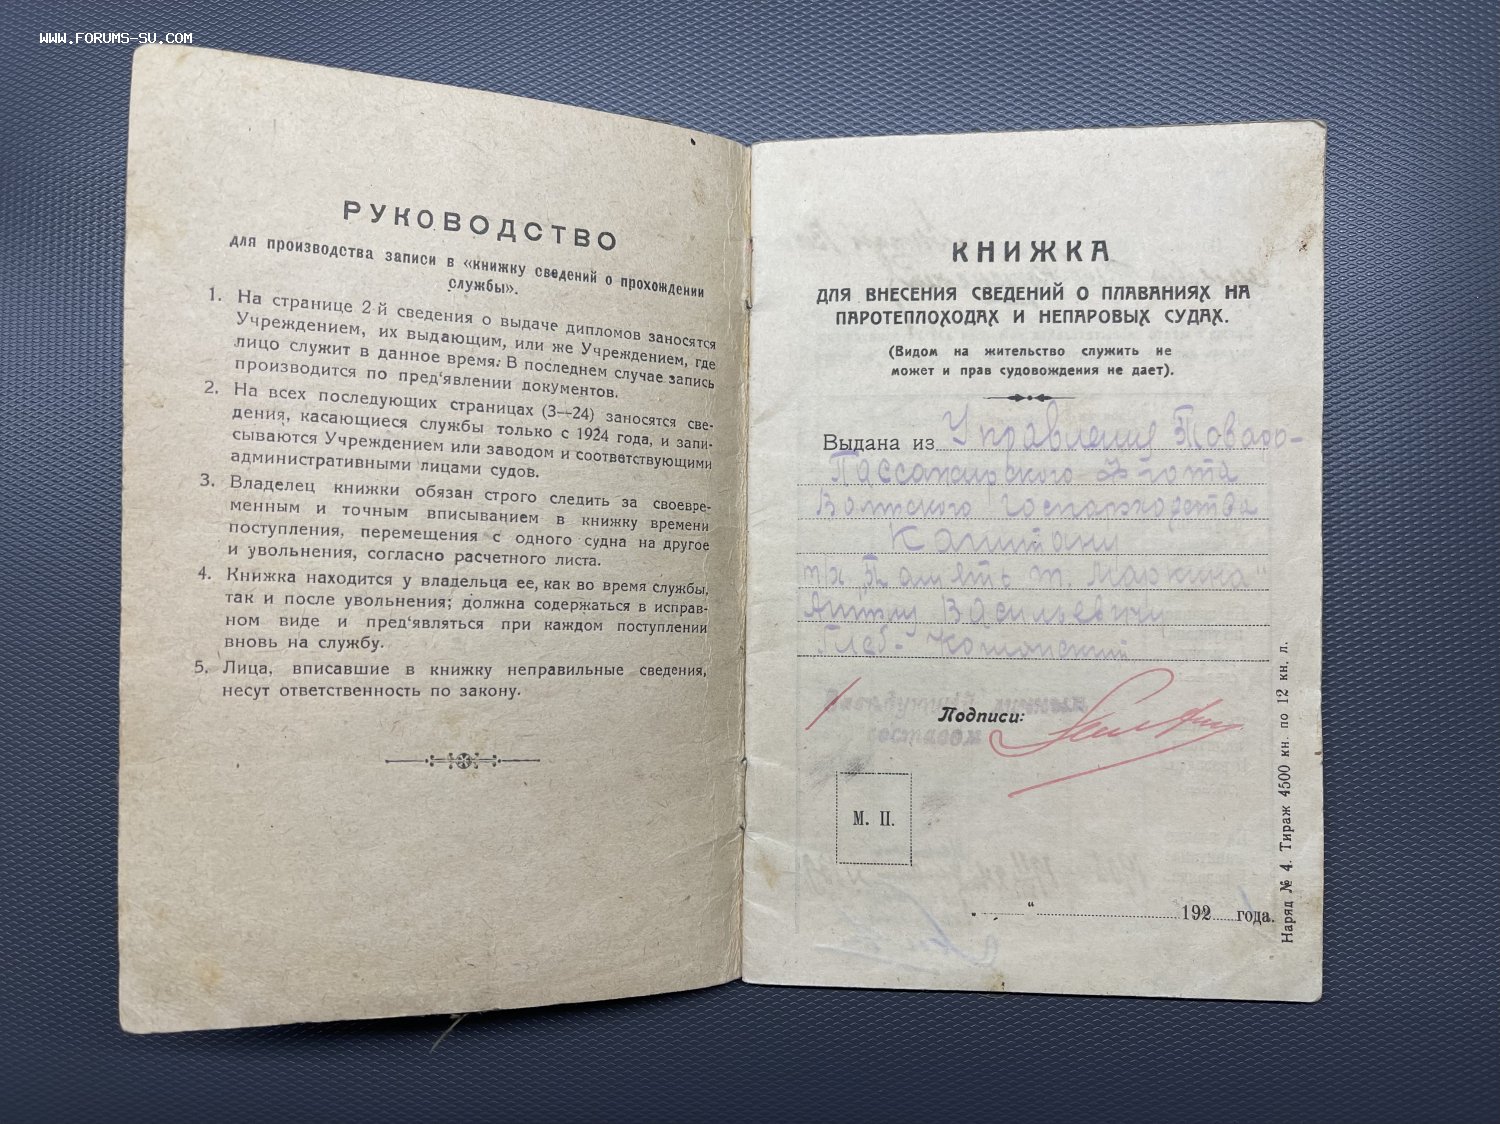 WWW.FORUMS-SU.COM
РУКОВОДСТВО
для производства записи в «книжку сведений о прохождении
службы».
1. На странице 2-й сведения о выдаче дипломов заносятся
Учреждением, их выдающим, или же Учреждением, где
лицо служит в данное время. В последнем случае запись
производится по пред'явлении документов.
2. На всех последующих страницах (3—24) заносятся све-
дения, касающиеся службы только с 1924 года, и запи-
сываются Учреждением или заводом и соответствующими
административными лицами судов.
3. Владелец книжки обязан строго следить за своевре-
менным и точным вписыванием в книжку времени
поступления, перемещения с одного судна на другое
и увольнения, согласно расчетного листа.
4. Книжка находится у владельца ее, как во время службы,
так и после увольнения; должна содержаться в исправ-
ном виде и пред'являться при каждом поступлении
вновь на службу.
5. Лица, вписавшие в книжку неправильные сведения,
несут ответственность по закону.
КНИЖКА
ДЛЯ ВНЕСЕНИЯ СВЕДЕНИЙ О ПЛАВАНИЯХ НА
ПАРОТЕПЛОХОДАХ И НЕПАРОВЫХ СУДАХ.
(Видом на жительство служить не
может и прав судовождения не дает).
Выдана из Управления Товаро-
Пассажирского Флота
Волжского Госпароходства
Капитану
т/х "Память т. Маркина"
Антону Васильевичу
Глеб-Кошанский
Подписи:
М. П.
" 192 года.
Наряд № 4. Тираж 4500 кн. по 12 кн. л.